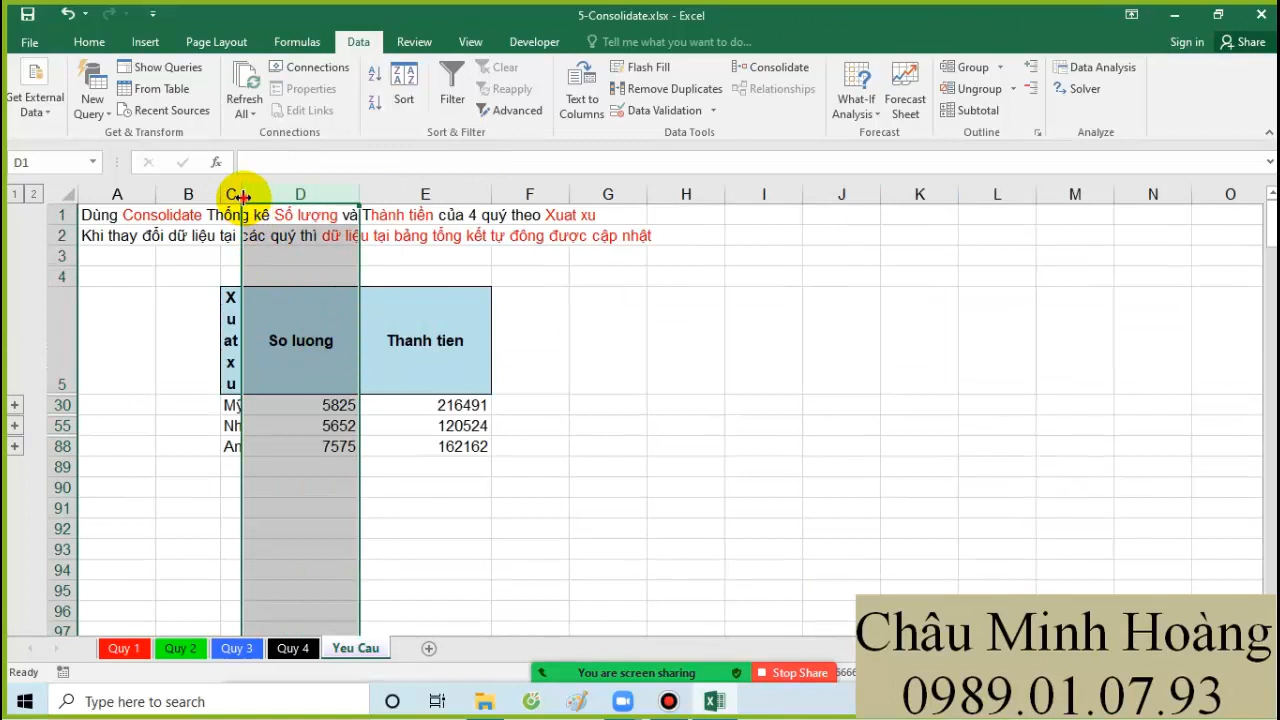 5-Consolidate.xlsx - Excel
File Home Insert Page Layout Formulas Data Review View Developer Tell me what you want to do... Sign in Share
Get External Data
New Query
Show Queries
From Table
Recent Sources
Get & Transform
Refresh All
Connections
Properties
Edit Links
Connections
Sort
Filter
Clear
Reapply
Advanced
Sort & Filter
Text to Columns
Flash Fill
Remove Duplicates
Data Validation
Consolidate
Relationships
Data Tools
What-If Analysis
Forecast Sheet
Forecast
Group
Ungroup
Subtotal
Outline
Data Analysis
Solver
Analyze
D1 fx
1 2 A B C D E F G H I J K L M N O
1 Dùng Consolidate Thống kê Số lượng và Thành tiền của 4 quý theo Xuat xu
2 Khi thay đổi dữ liệu tại các quý thì dữ liệu tại bảng tổng kết tự đông được cập nhật
3
4
5 Xuat xu So luong Thanh tien
30 Mỹ 5825 216491
55 Nh 5652 120524
88 An 7575 162162
89
90
91
92
93
94
95
96
97
Quy 1 Quy 2 Quy 3 Quy 4 Yeu Cau
Ready
You are screen sharing Stop Share
Type here to search
Châu Minh Hoàng
0989.01.07.93